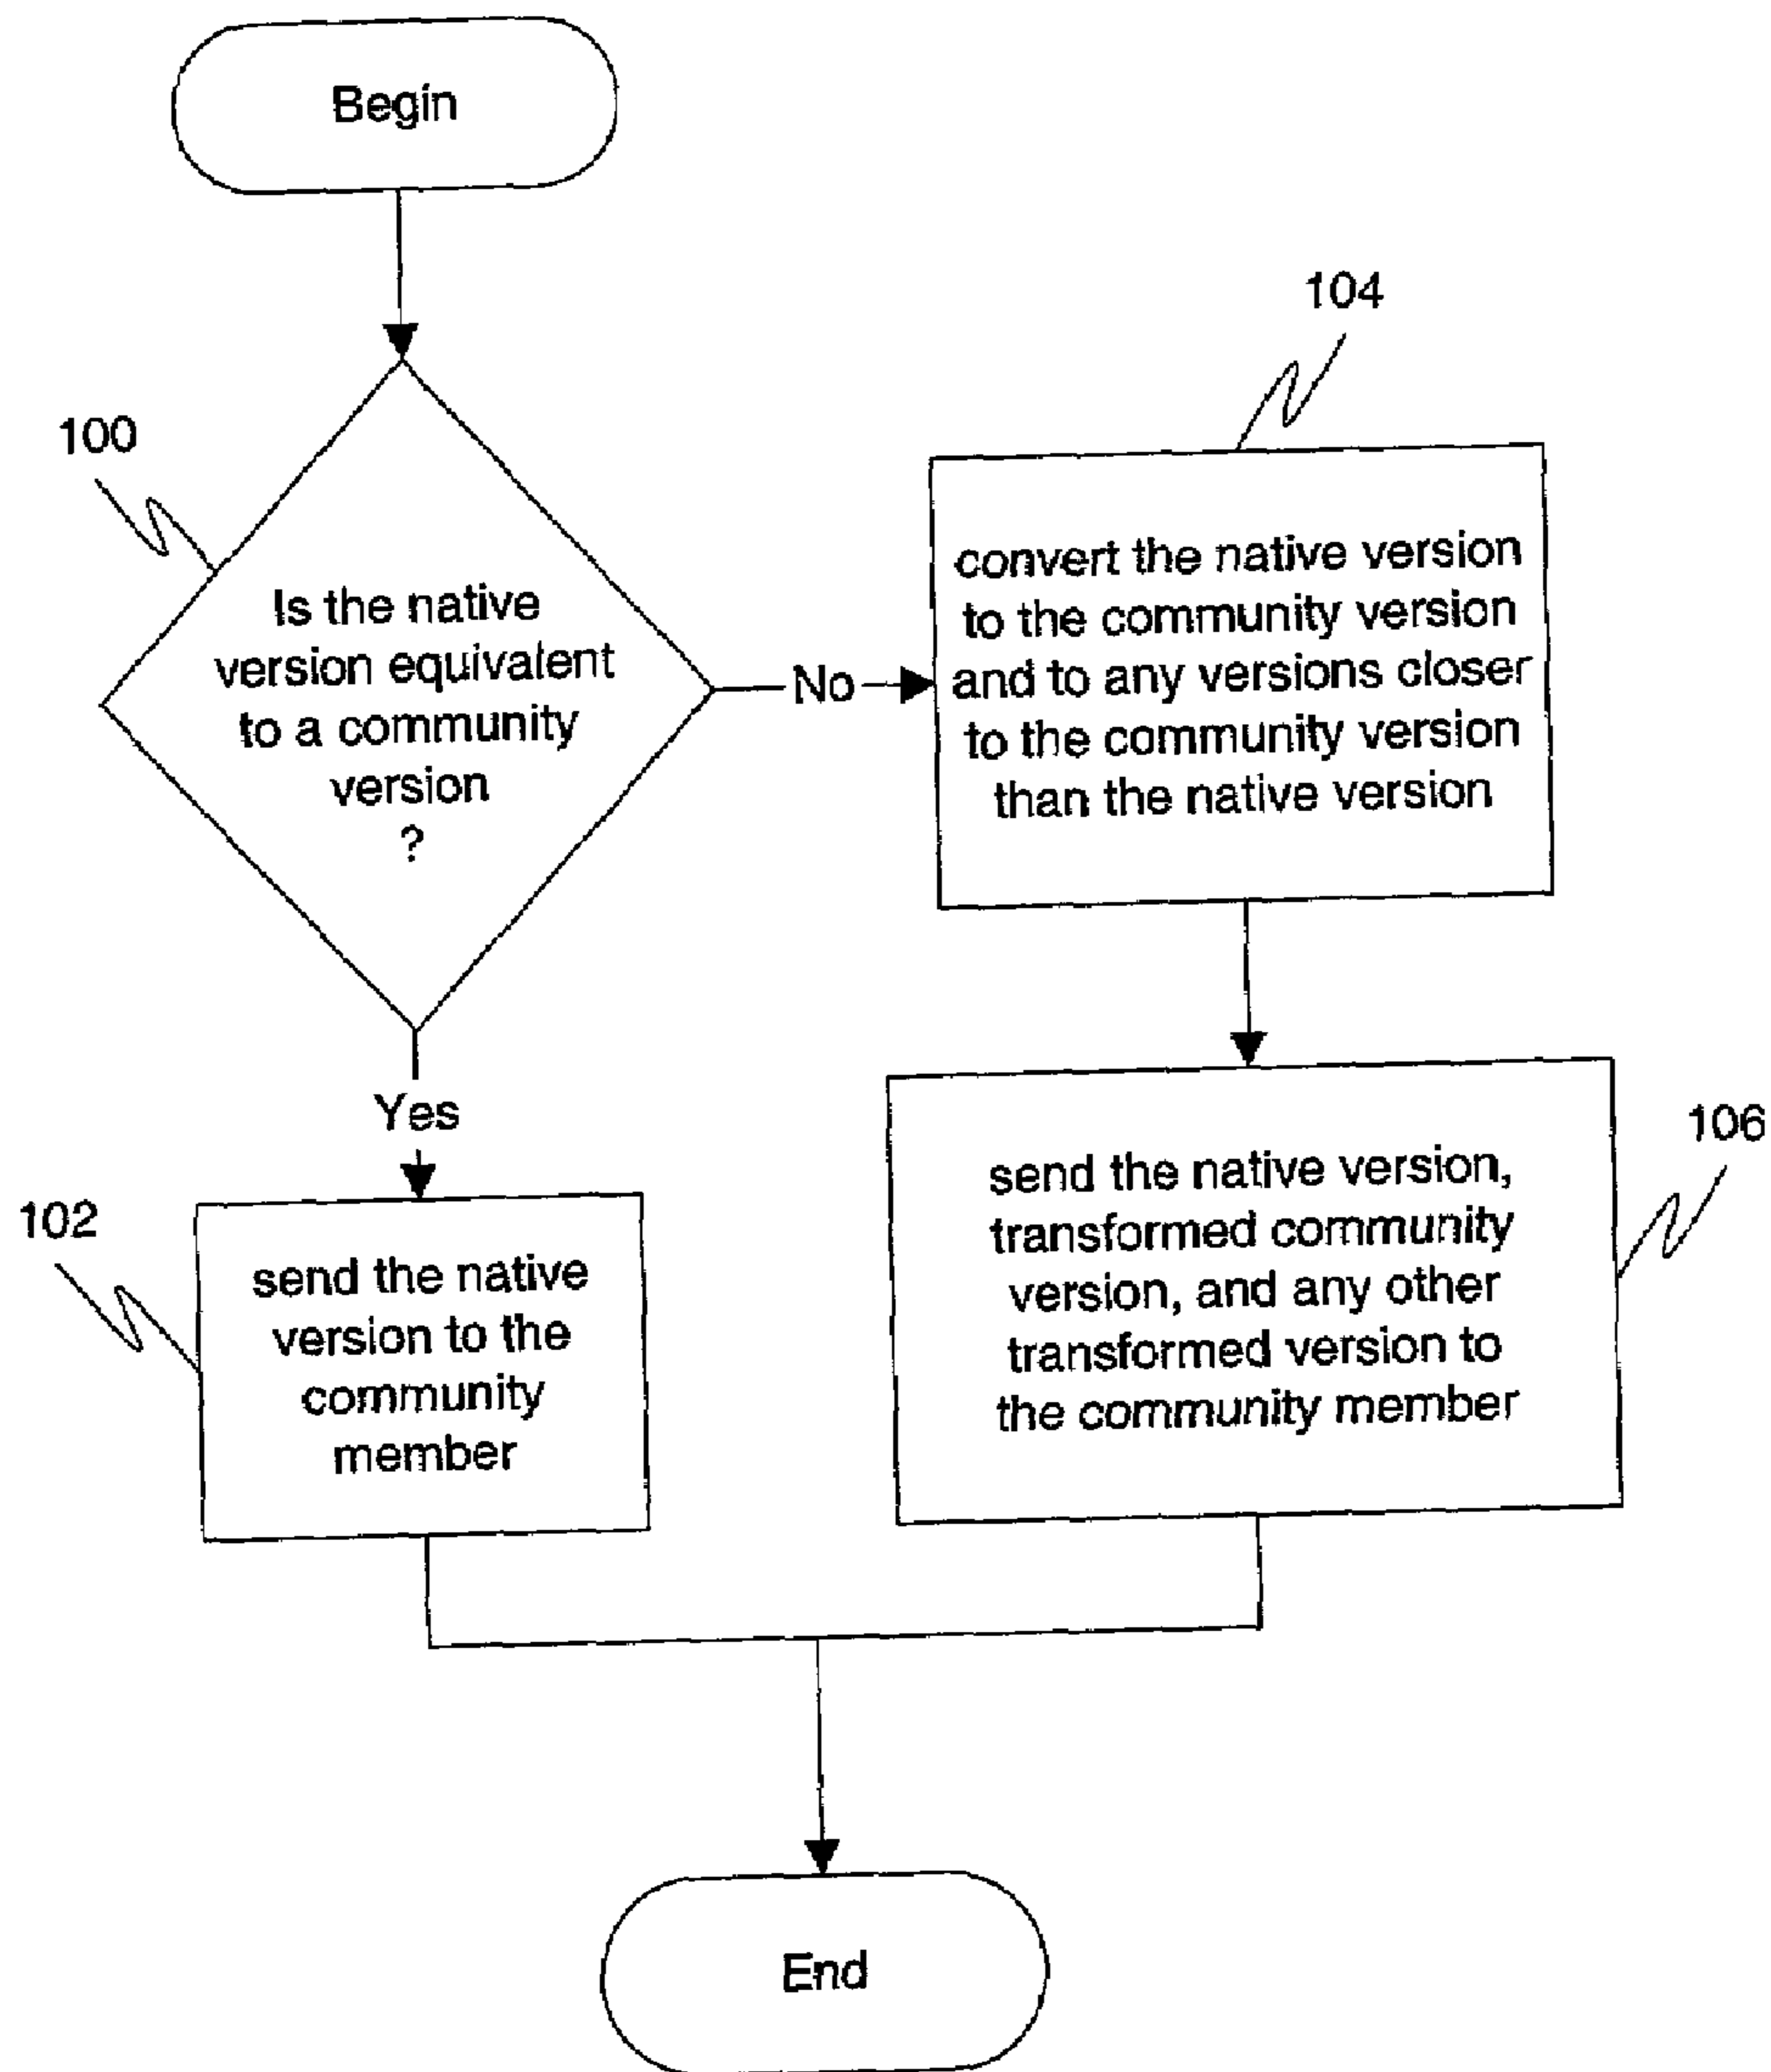 Begin
100
Is the native
version equivalent
to a community
version
?
No
104
convert the native version
to the community version
and to any versions closer
to the community version
than the native version
Yes
102
send the native
version to the
community
member
106
send the native version,
transformed community
version, and any other
transformed version to
the community member
End